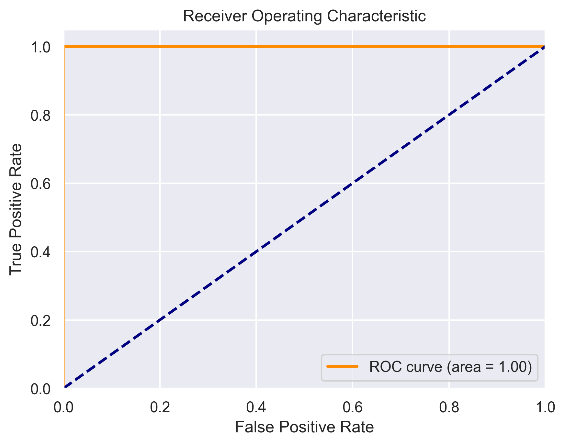 Receiver Operating Characteristic
1.0
0.8
0.6
0.4
0.2
0.0
True Positive Rate
ROC curve (area = 1.00)
0.0 0.2 0.4 0.6 0.8 1.0
False Positive Rate